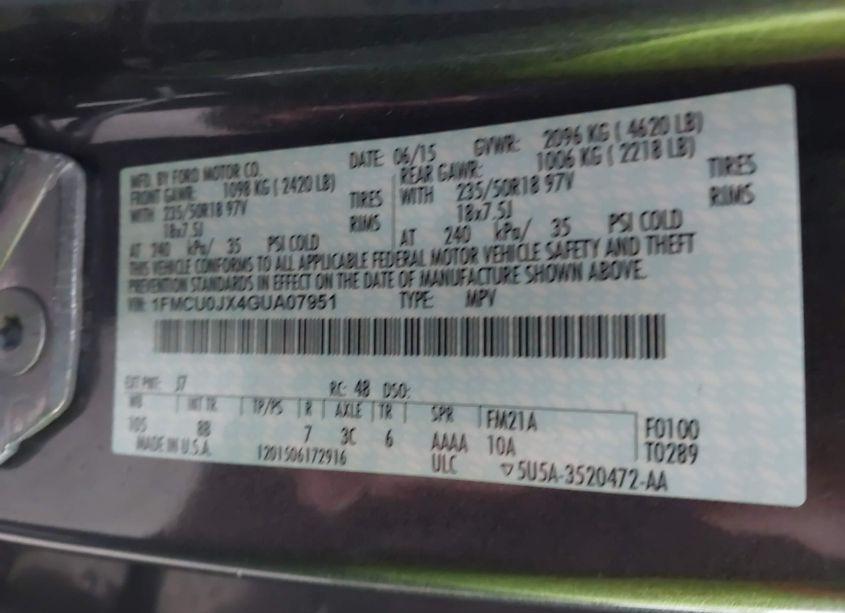 MFD. BY FORD MOTOR CO. DATE: 06/15 GVWR: 2096 KG ( 4620 LB)
FRONT GAWR: 1098 KG ( 2420 LB) REAR GAWR: 1006 KG ( 2218 LB)
WITH 235/50R18 97V TIRES WITH 235/50R18 97V TIRES
18x7.5J RIMS 18x7.5J RIMS
AT 240 kPa/ 35 PSI COLD AT 240 kPa/ 35 PSI COLD
THIS VEHICLE CONFORMS TO ALL APPLICABLE FEDERAL MOTOR VEHICLE SAFETY AND THEFT
PREVENTION STANDARDS IN EFFECT ON THE DATE OF MANUFACTURE SHOWN ABOVE.
VIN: 1FMCU0JX4GUA07951 TYPE: MPV
EXT PNT: J7 RC: 48 DSO:
WB INT TR TP/PS R AXLE TR SPR FM21A F0100
105 8B 7 3C 6 AAAA 10A T0289
MADE IN U.S.A. 1201506172916 ULC ▽5U5A-3520472-AA